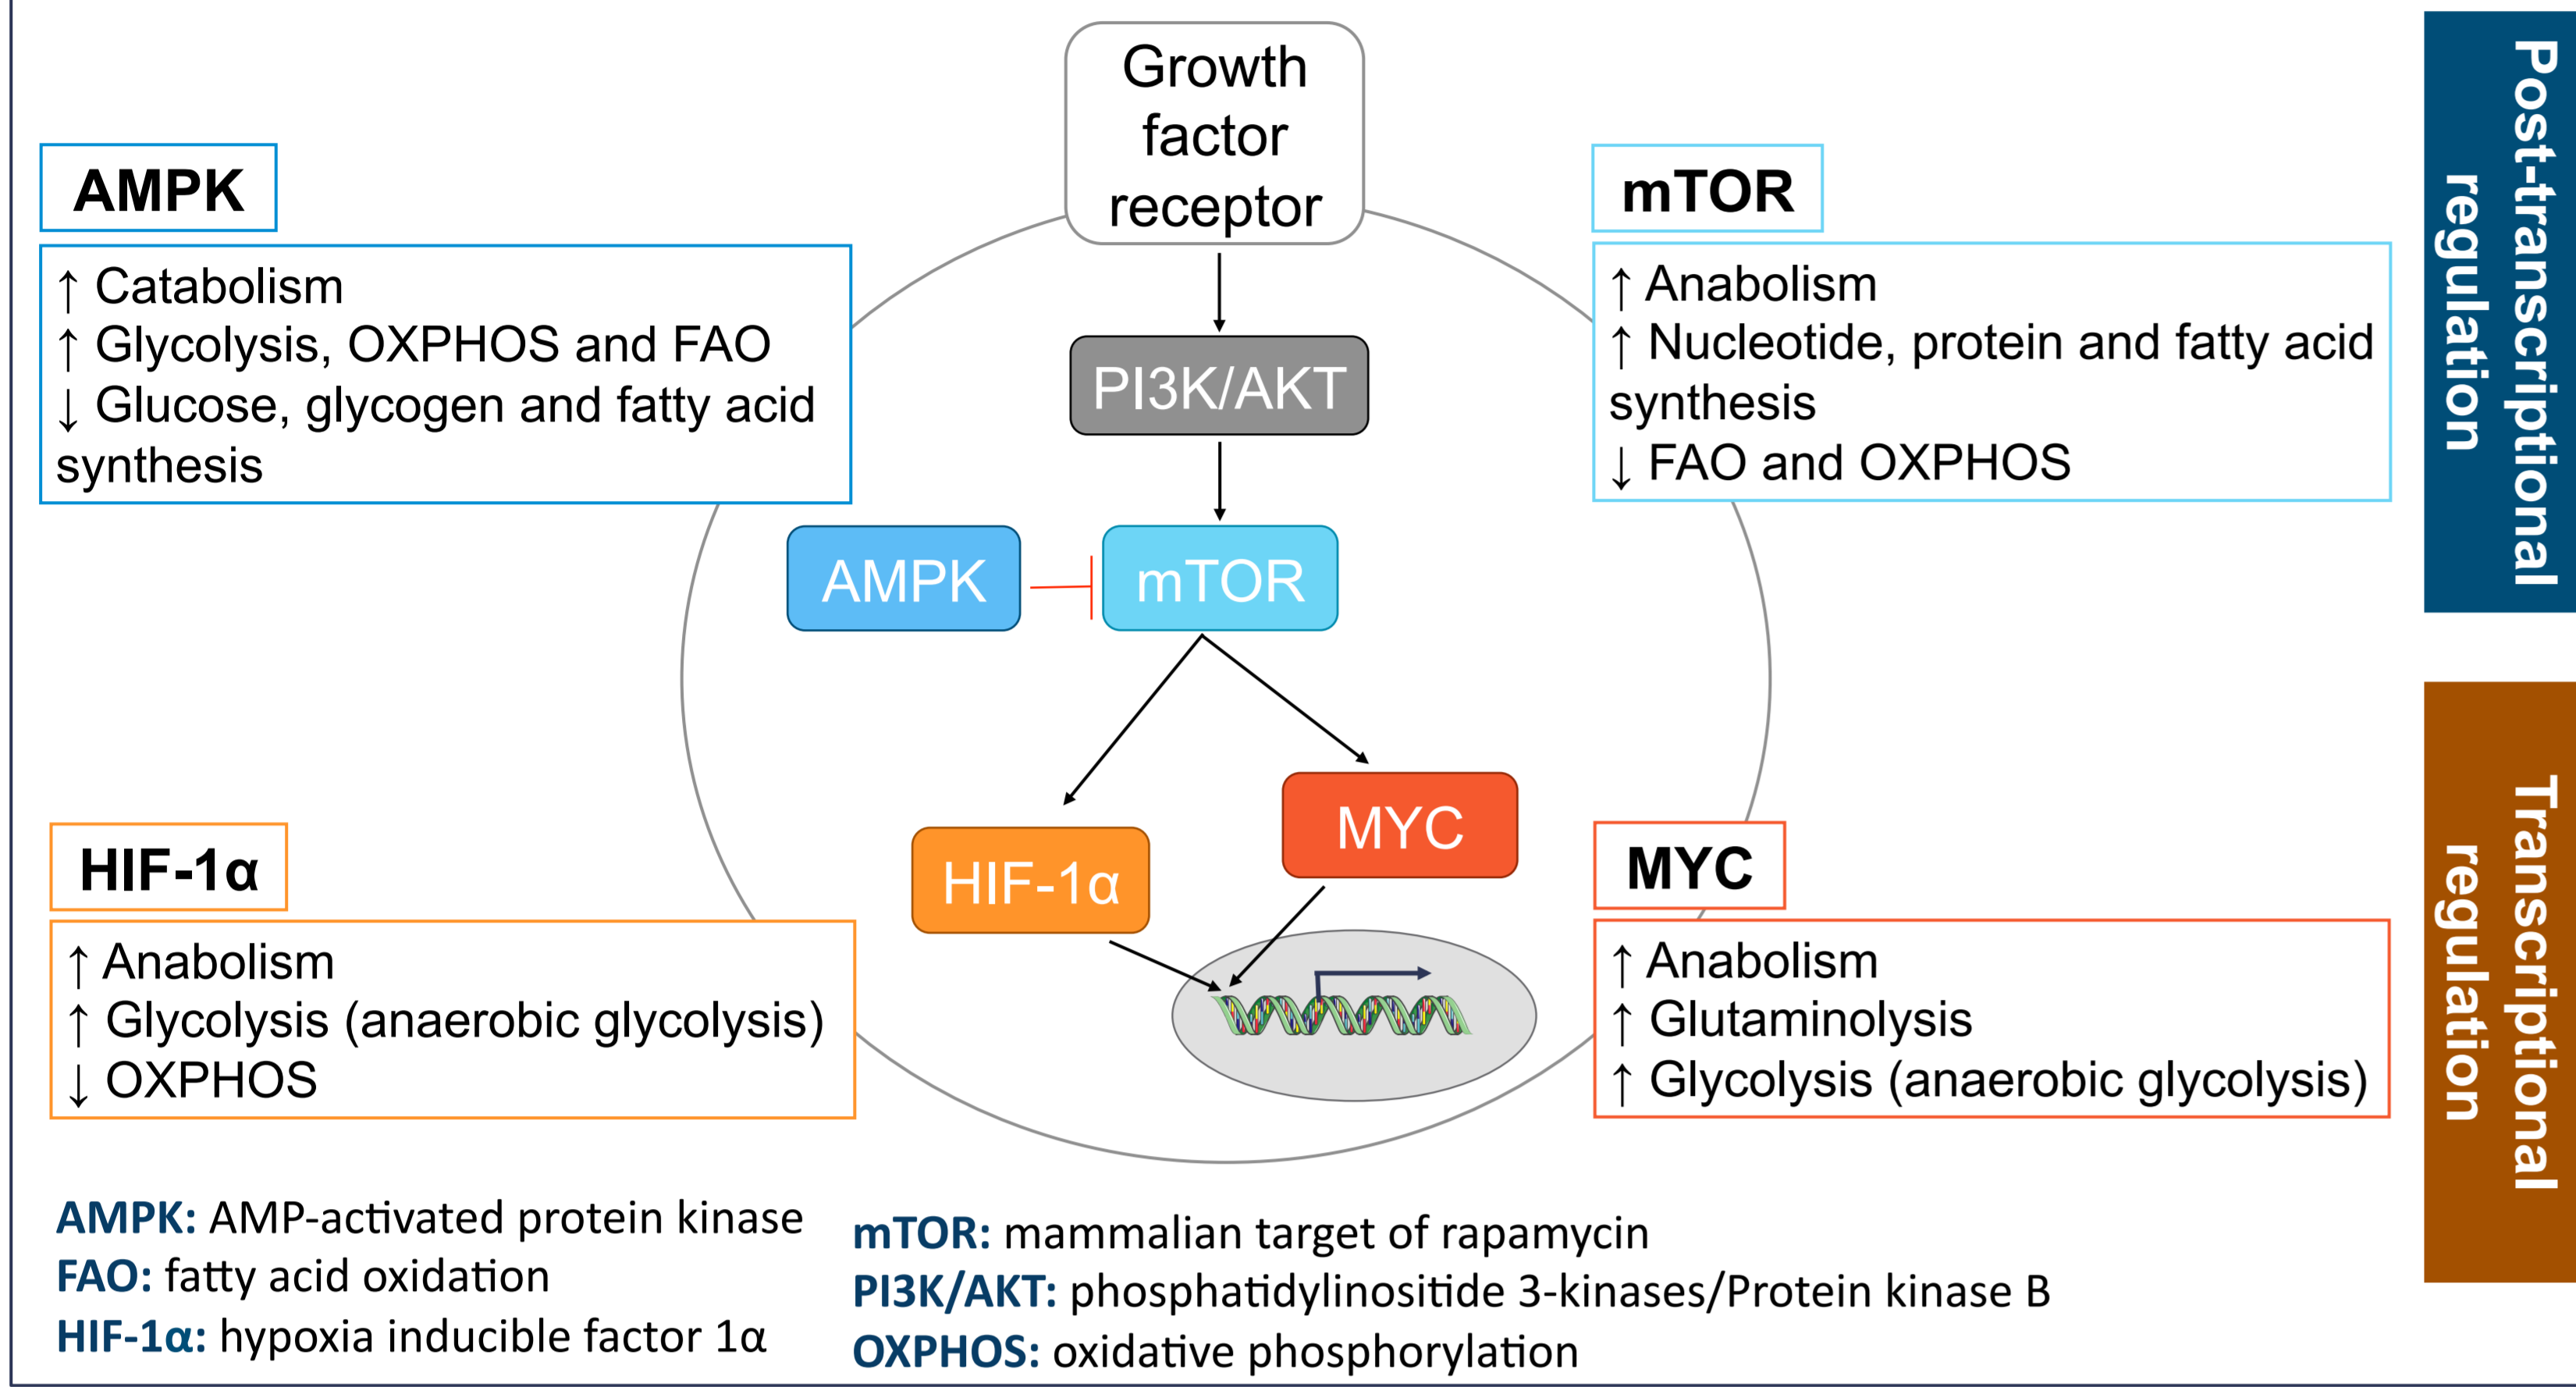 Growth
factor
receptor
AMPK
↑ Catabolism
↑ Glycolysis, OXPHOS and FAO
↓ Glucose, glycogen and fatty acid
synthesis
mTOR
↑ Anabolism
↑ Nucleotide, protein and fatty acid
synthesis
↓ FAO and OXPHOS
Post-transcriptional
regulation
PI3K/AKT
AMPK
mTOR
HIF-1α
MYC
HIF-1α
↑ Anabolism
↑ Glycolysis (anaerobic glycolysis)
↓ OXPHOS
MYC
↑ Anabolism
↑ Glutaminolysis
↑ Glycolysis (anaerobic glycolysis)
Transcriptional
regulation
AMPK: AMP-activated protein kinase
FAO: fatty acid oxidation
HIF-1α: hypoxia inducible factor 1α
mTOR: mammalian target of rapamycin
PI3K/AKT: phosphatidylinositide 3-kinases/Protein kinase B
OXPHOS: oxidative phosphorylation